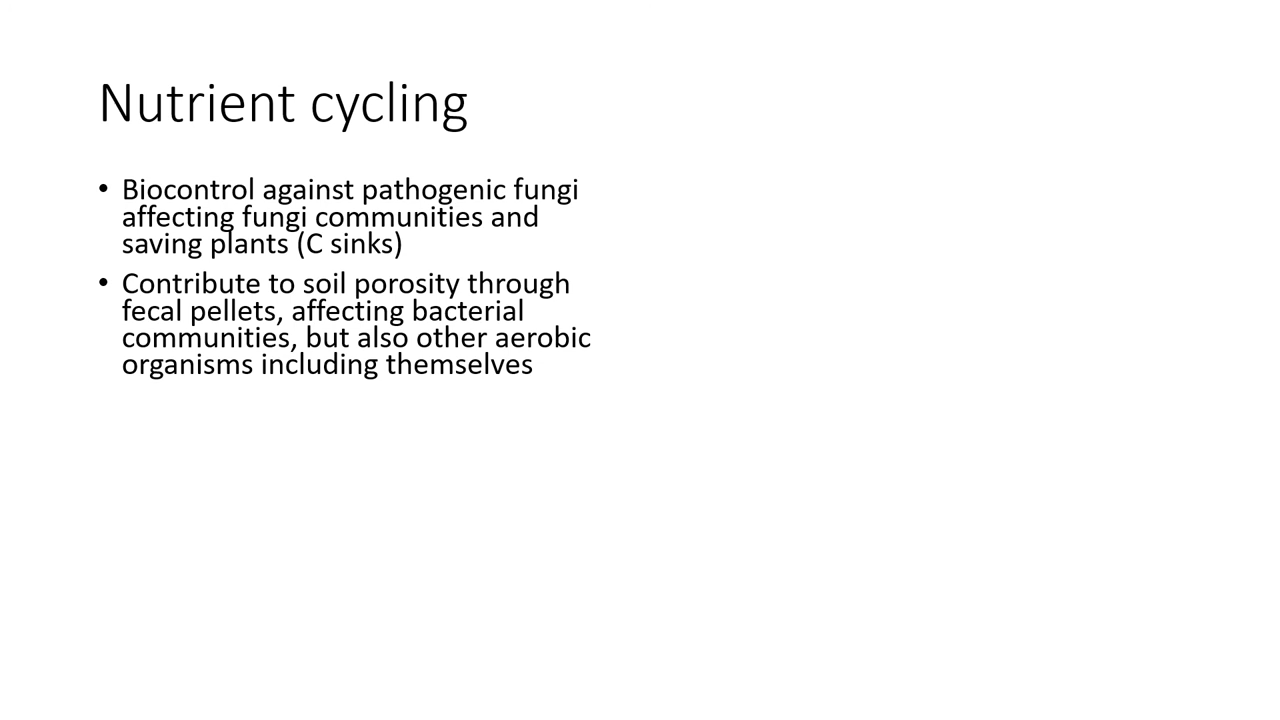 Nutrient cycling
• Biocontrol against pathogenic fungi
affecting fungi communities and
saving plants (C sinks)
• Contribute to soil porosity through
fecal pellets, affecting bacterial
communities, but also other aerobic
organisms including themselves